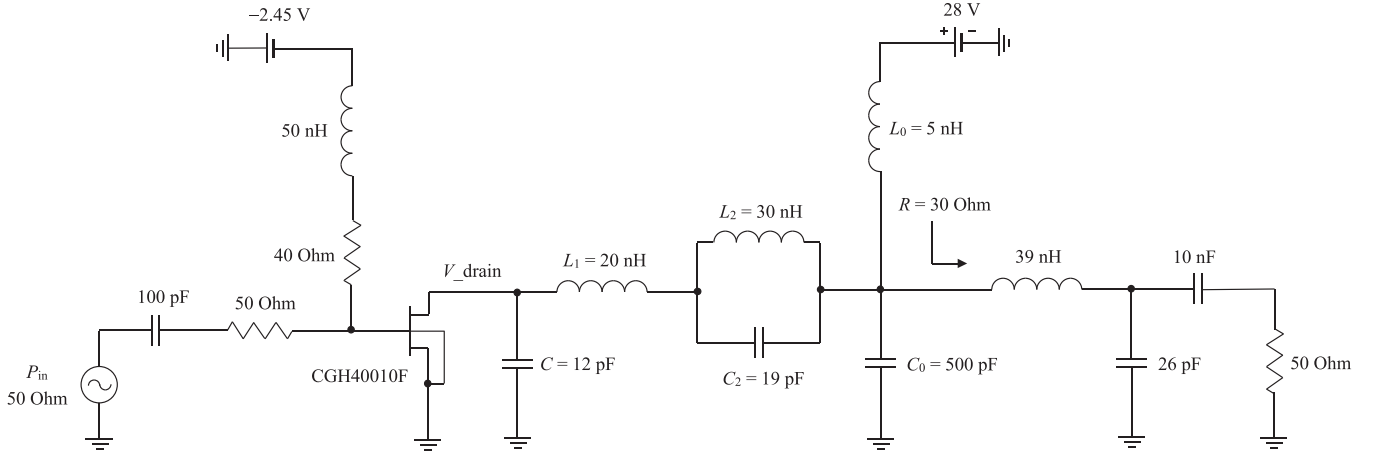 −2.45 V
28 V
+ −
50 nH
L₀ = 5 nH
R = 30 Ohm
L₂ = 30 nH
40 Ohm
V_drain
L₁ = 20 nH
39 nH
10 nF
100 pF
50 Ohm
Pin
50 Ohm
CGH40010F
C = 12 pF
C₂ = 19 pF
C₀ = 500 pF
26 pF
50 Ohm